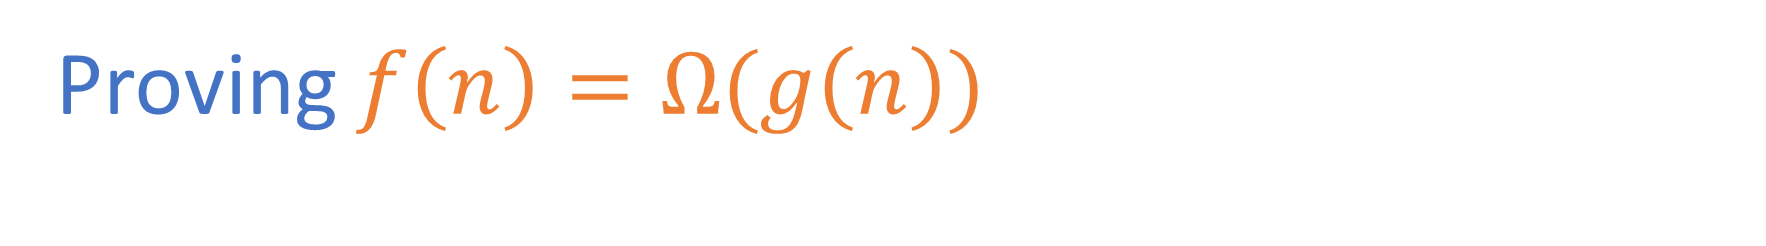 Proving 𝑓(𝑛) = Ω(𝑔(𝑛))